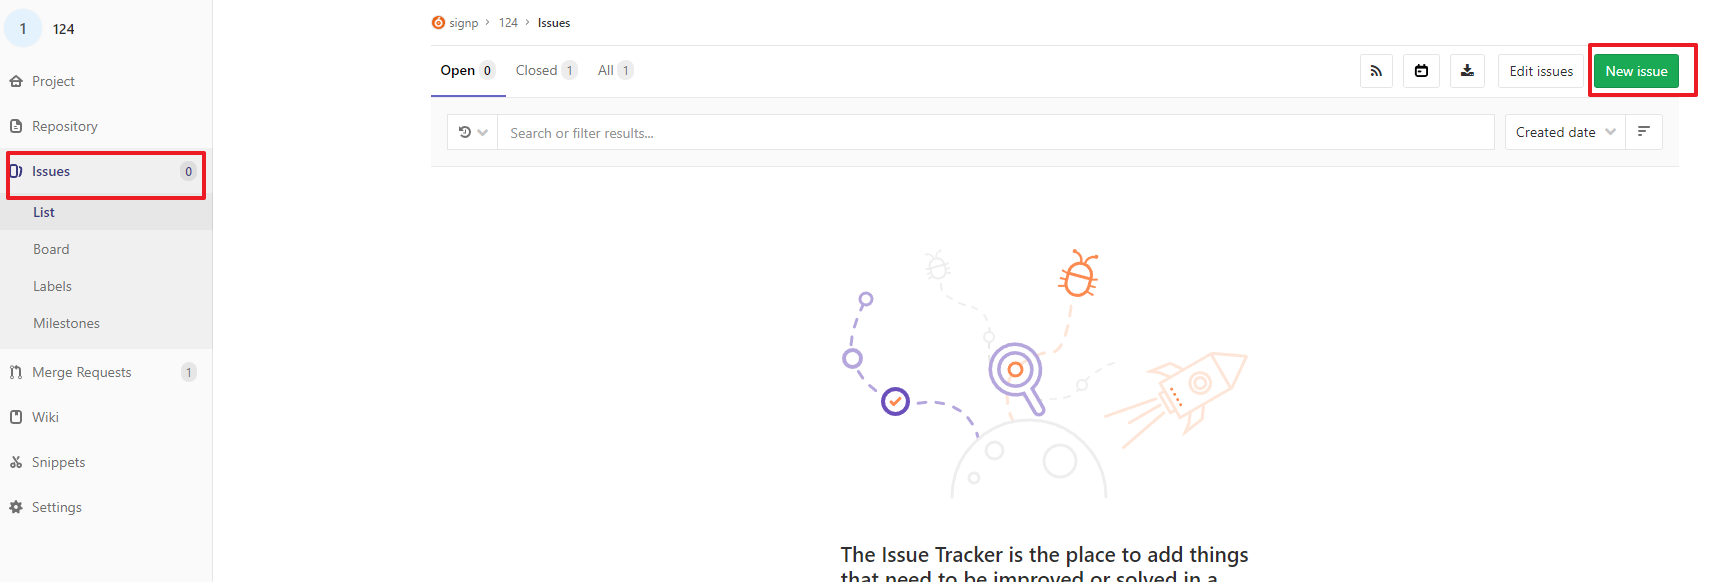 1 124
Project
Repository
Issues 0
List
Board
Labels
Milestones
Merge Requests 1
Wiki
Snippets
Settings
signp > 124 > Issues
Open 0 Closed 1 All 1
Edit issues New issue
Search or filter results... Created date
The Issue Tracker is the place to add things
that need to be improved or solved in a